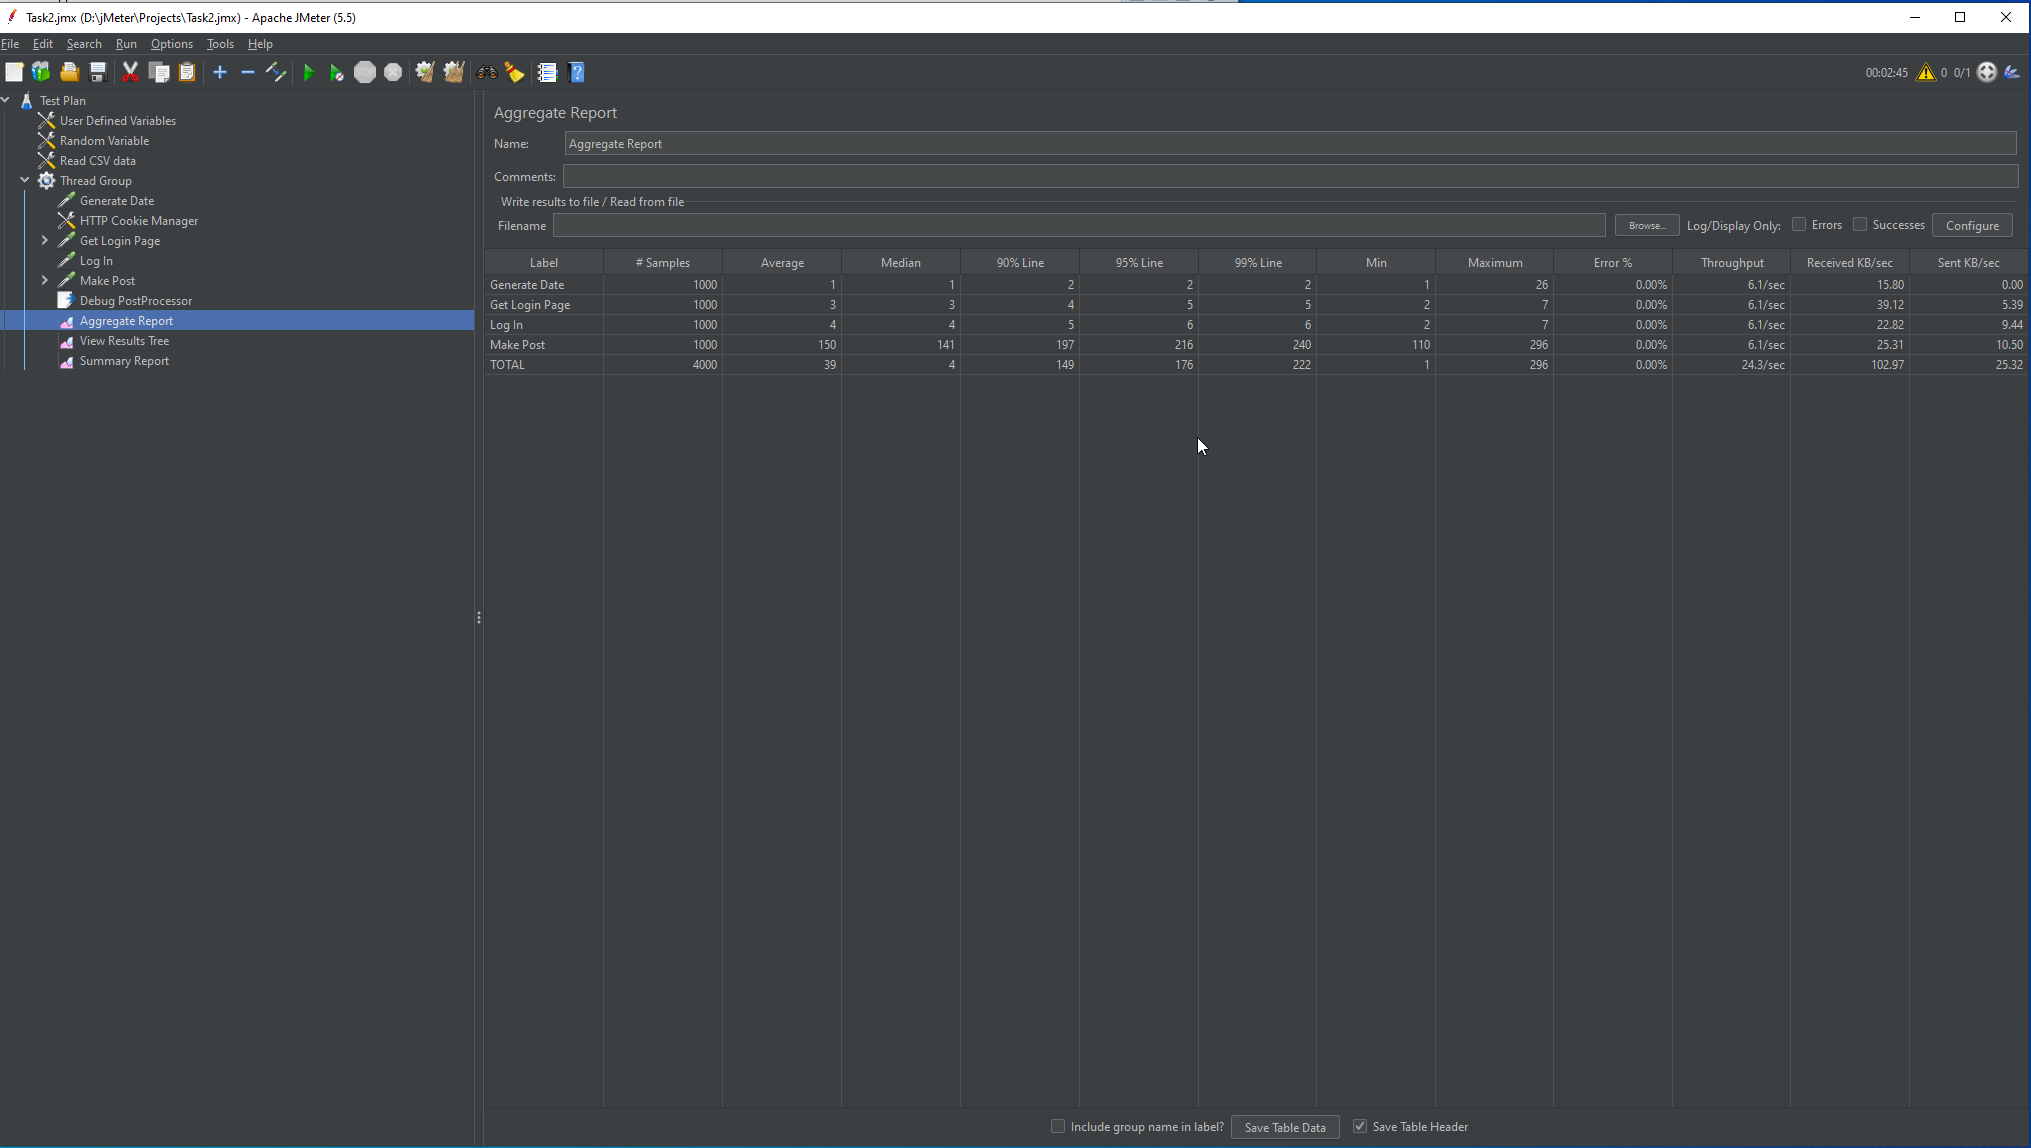 Task2.jmx (D:\jMeter\Projects\Task2.jmx) - Apache JMeter (5.5)
File Edit Search Run Options Tools Help
00:02:45 0 0/1
Test Plan
User Defined Variables
Random Variable
Read CSV data
Thread Group
Generate Date
HTTP Cookie Manager
Get Login Page
Log In
Make Post
Debug PostProcessor
Aggregate Report
View Results Tree
Summary Report
Aggregate Report
Name: Aggregate Report
Comments:
Write results to file / Read from file
Filename Browse... Log/Display Only: Errors Successes Configure
Label # Samples Average Median 90% Line 95% Line 99% Line Min Maximum Error % Throughput Received KB/sec Sent KB/sec
Generate Date 1000 1 1 2 2 2 1 26 0.00% 6.1/sec 15.80 0.00
Get Login Page 1000 3 3 4 5 5 2 7 0.00% 6.1/sec 39.12 5.39
Log In 1000 4 4 5 6 6 2 7 0.00% 6.1/sec 22.82 9.44
Make Post 1000 150 141 197 216 240 110 296 0.00% 6.1/sec 25.31 10.50
TOTAL 4000 39 4 149 176 222 1 296 0.00% 24.3/sec 102.97 25.32
Include group name in label? Save Table Data Save Table Header